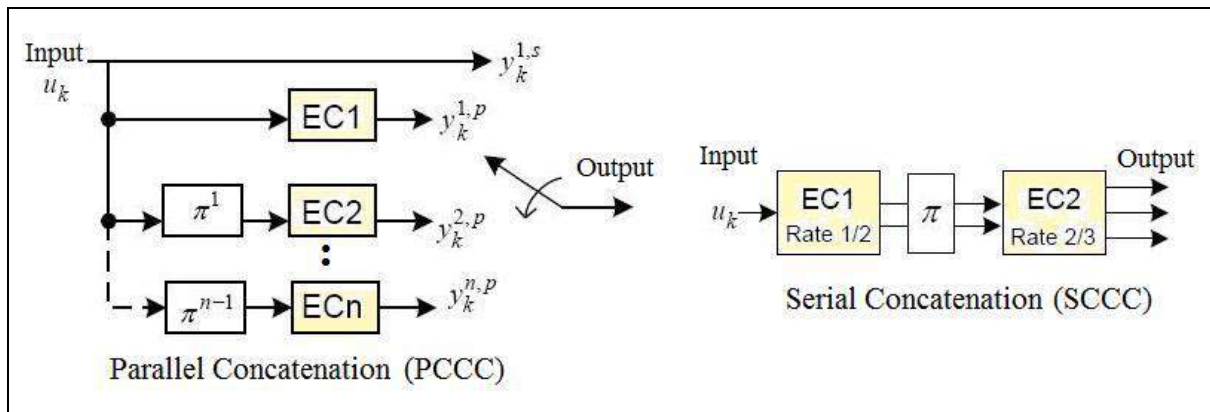 Input
u_k
y_k^{1,s}
EC1
y_k^{1,p}
Output
π^1
EC2
y_k^{2,p}
π^{n-1}
ECn
y_k^{n,p}
Parallel Concatenation (PCCC)
Input
Output
u_k
EC1
Rate 1/2
π
EC2
Rate 2/3
Serial Concatenation (SCCC)